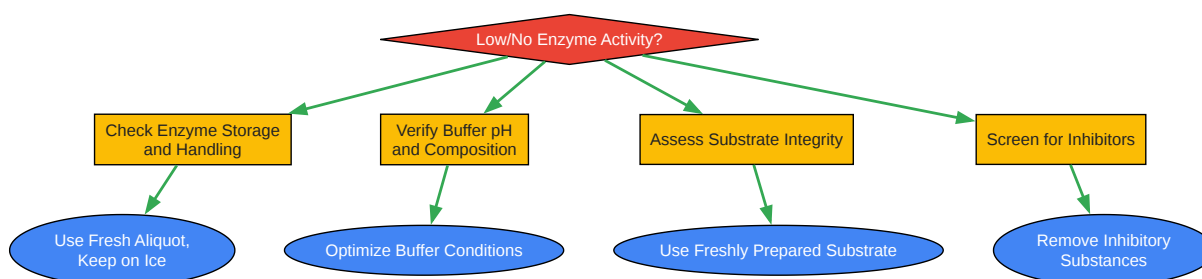 Low/No Enzyme Activity?
Check Enzyme Storage
and Handling
Verify Buffer pH
and Composition
Assess Substrate Integrity
Screen for Inhibitors
Use Fresh Aliquot,
Keep on Ice
Optimize Buffer Conditions
Use Freshly Prepared Substrate
Remove Inhibitory
Substances